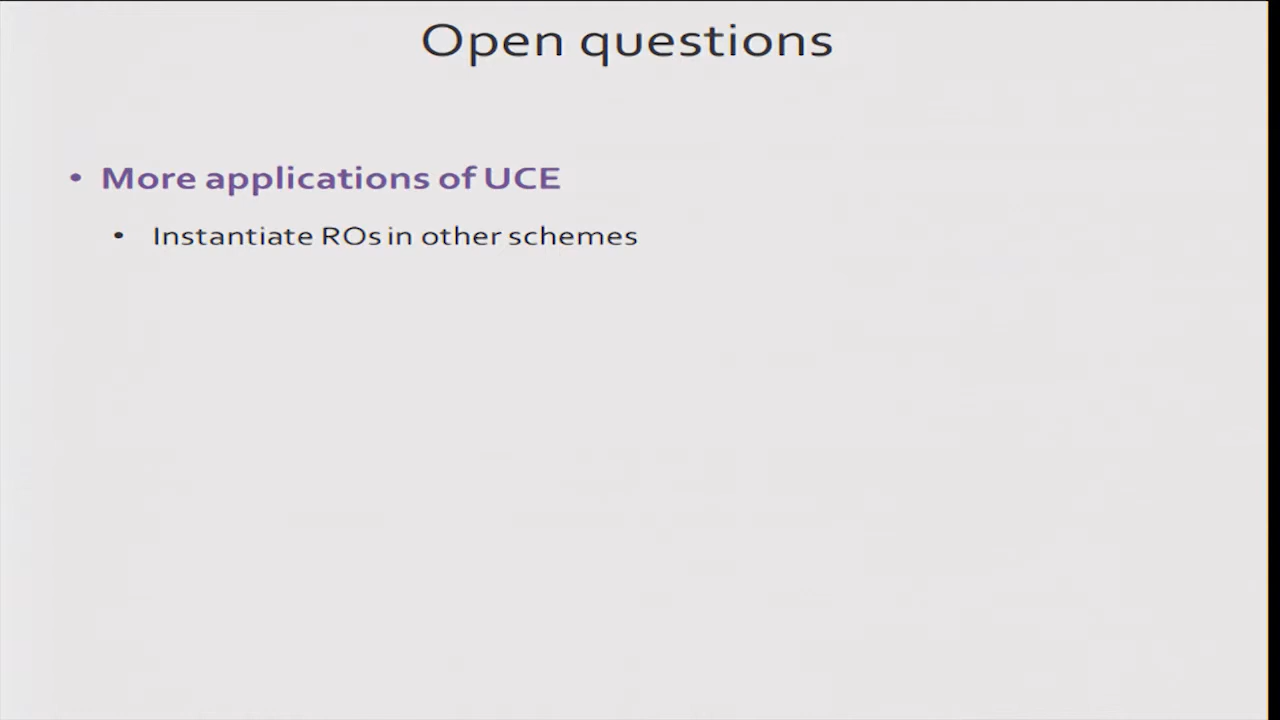 Open questions
• More applications of UCE
• Instantiate ROs in other schemes